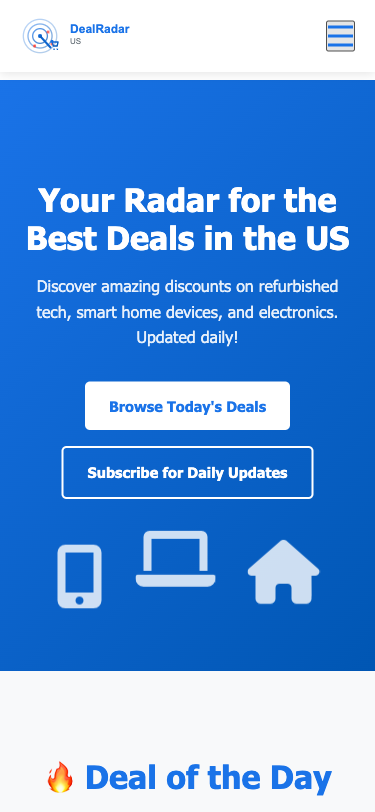 DealRadar
US
Your Radar for the
Best Deals in the US
Discover amazing discounts on refurbished
tech, smart home devices, and electronics.
Updated daily!
Browse Today's Deals
Subscribe for Daily Updates
🔥 Deal of the Day